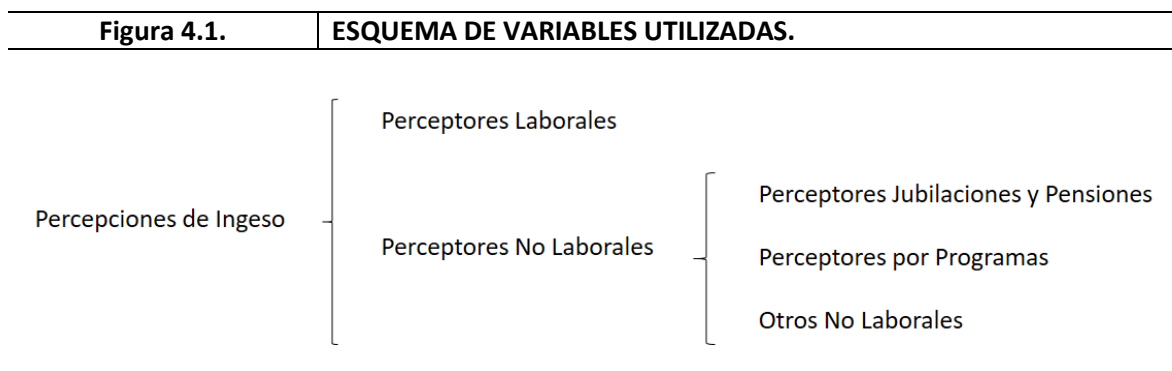 Figura 4.1. ESQUEMA DE VARIABLES UTILIZADAS.
Percepciones de Ingeso
Perceptores Laborales
Perceptores No Laborales
Perceptores Jubilaciones y Pensiones
Perceptores por Programas
Otros No Laborales